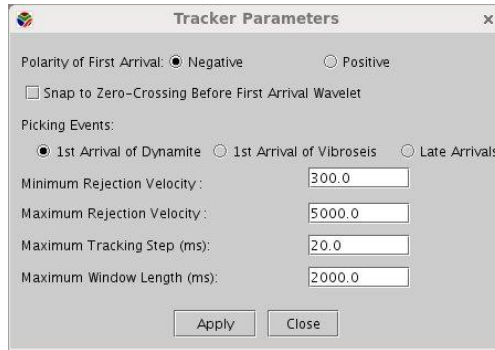 Tracker Parameters
Polarity of First Arrival: Negative Positive
Snap to Zero-Crossing Before First Arrival Wavelet
Picking Events:
1st Arrival of Dynamite 1st Arrival of Vibroseis Late Arrivals
Minimum Rejection Velocity : 300.0
Maximum Rejection Velocity : 5000.0
Maximum Tracking Step (ms): 20.0
Maximum Window Length (ms): 2000.0
Apply Close